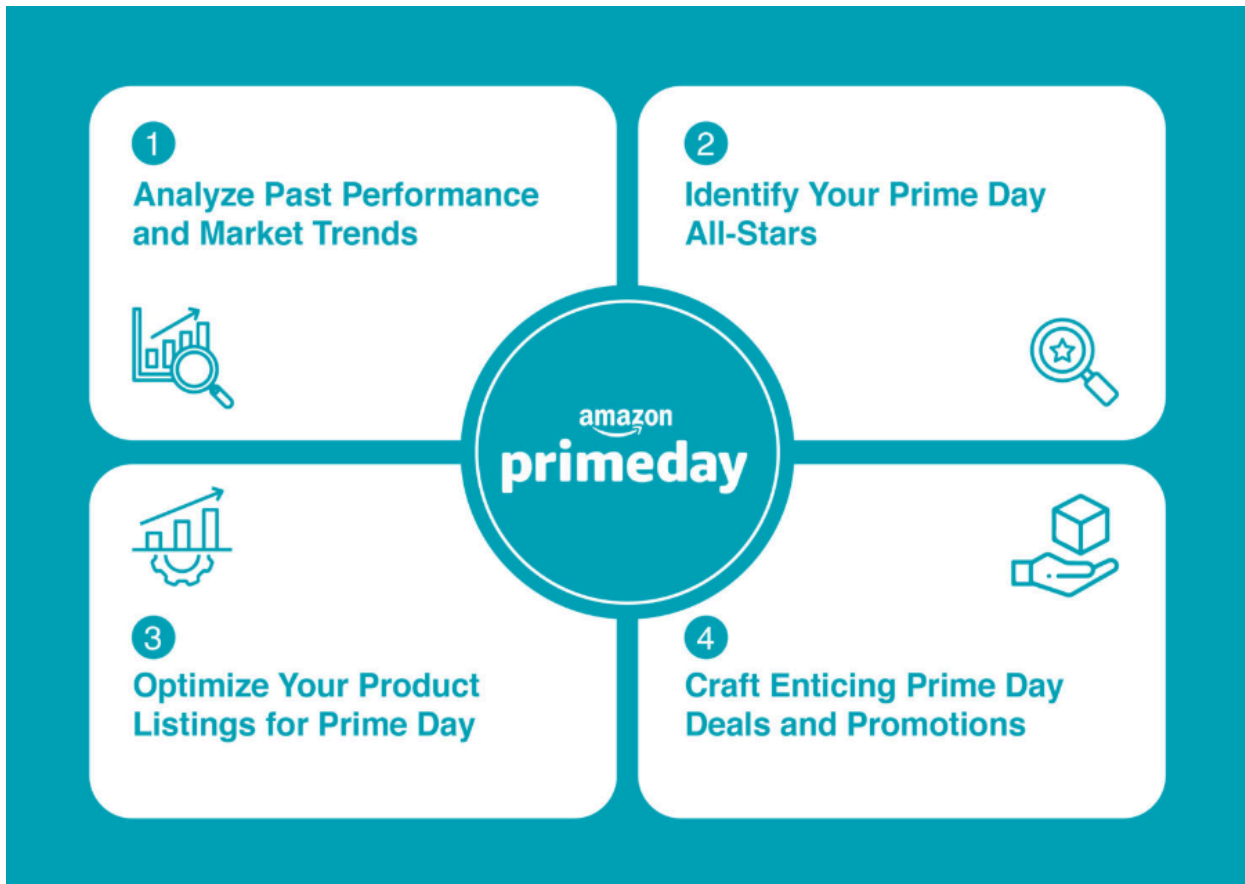 1
Analyze Past Performance
and Market Trends
2
Identify Your Prime Day
All-Stars
amazon
primeday
3
Optimize Your Product
Listings for Prime Day
4
Craft Enticing Prime Day
Deals and Promotions